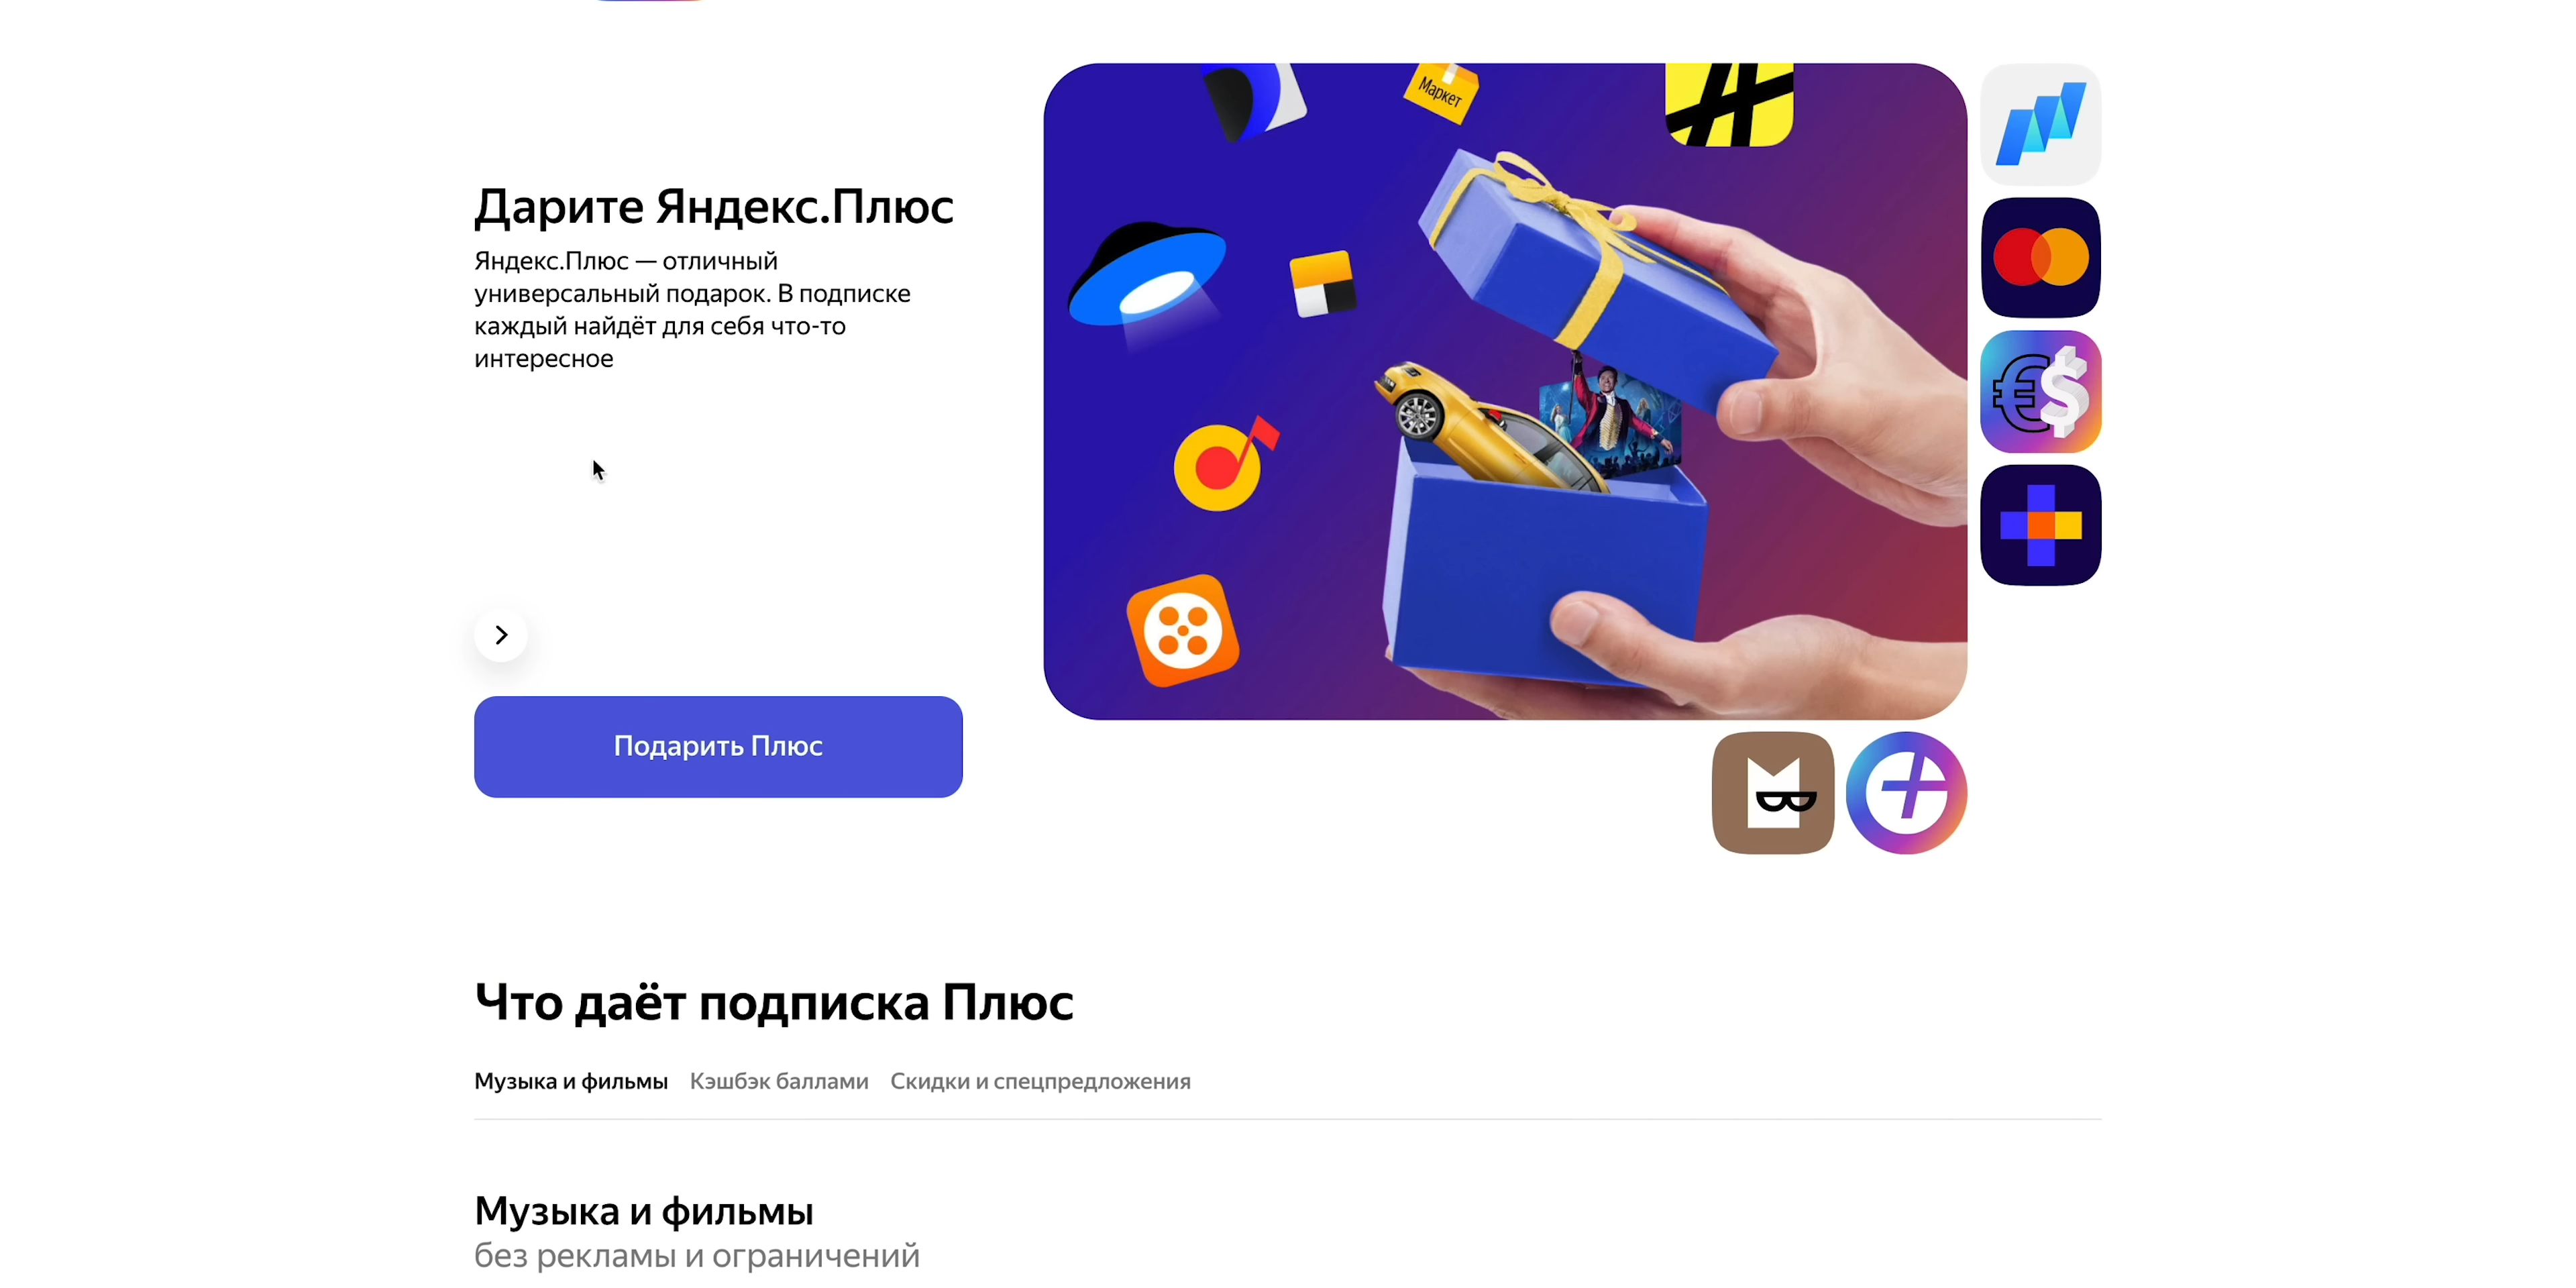 Маркет
Дарите Яндекс.Плюс
Яндекс.Плюс — отличный
универсальный подарок. В подписке
каждый найдёт для себя что-то
интересное
Подарить Плюс
Что даёт подписка Плюс
Музыка и фильмы
Кэшбэк баллами
Скидки и спецпредложения
Музыка и фильмы
без рекламы и ограничений